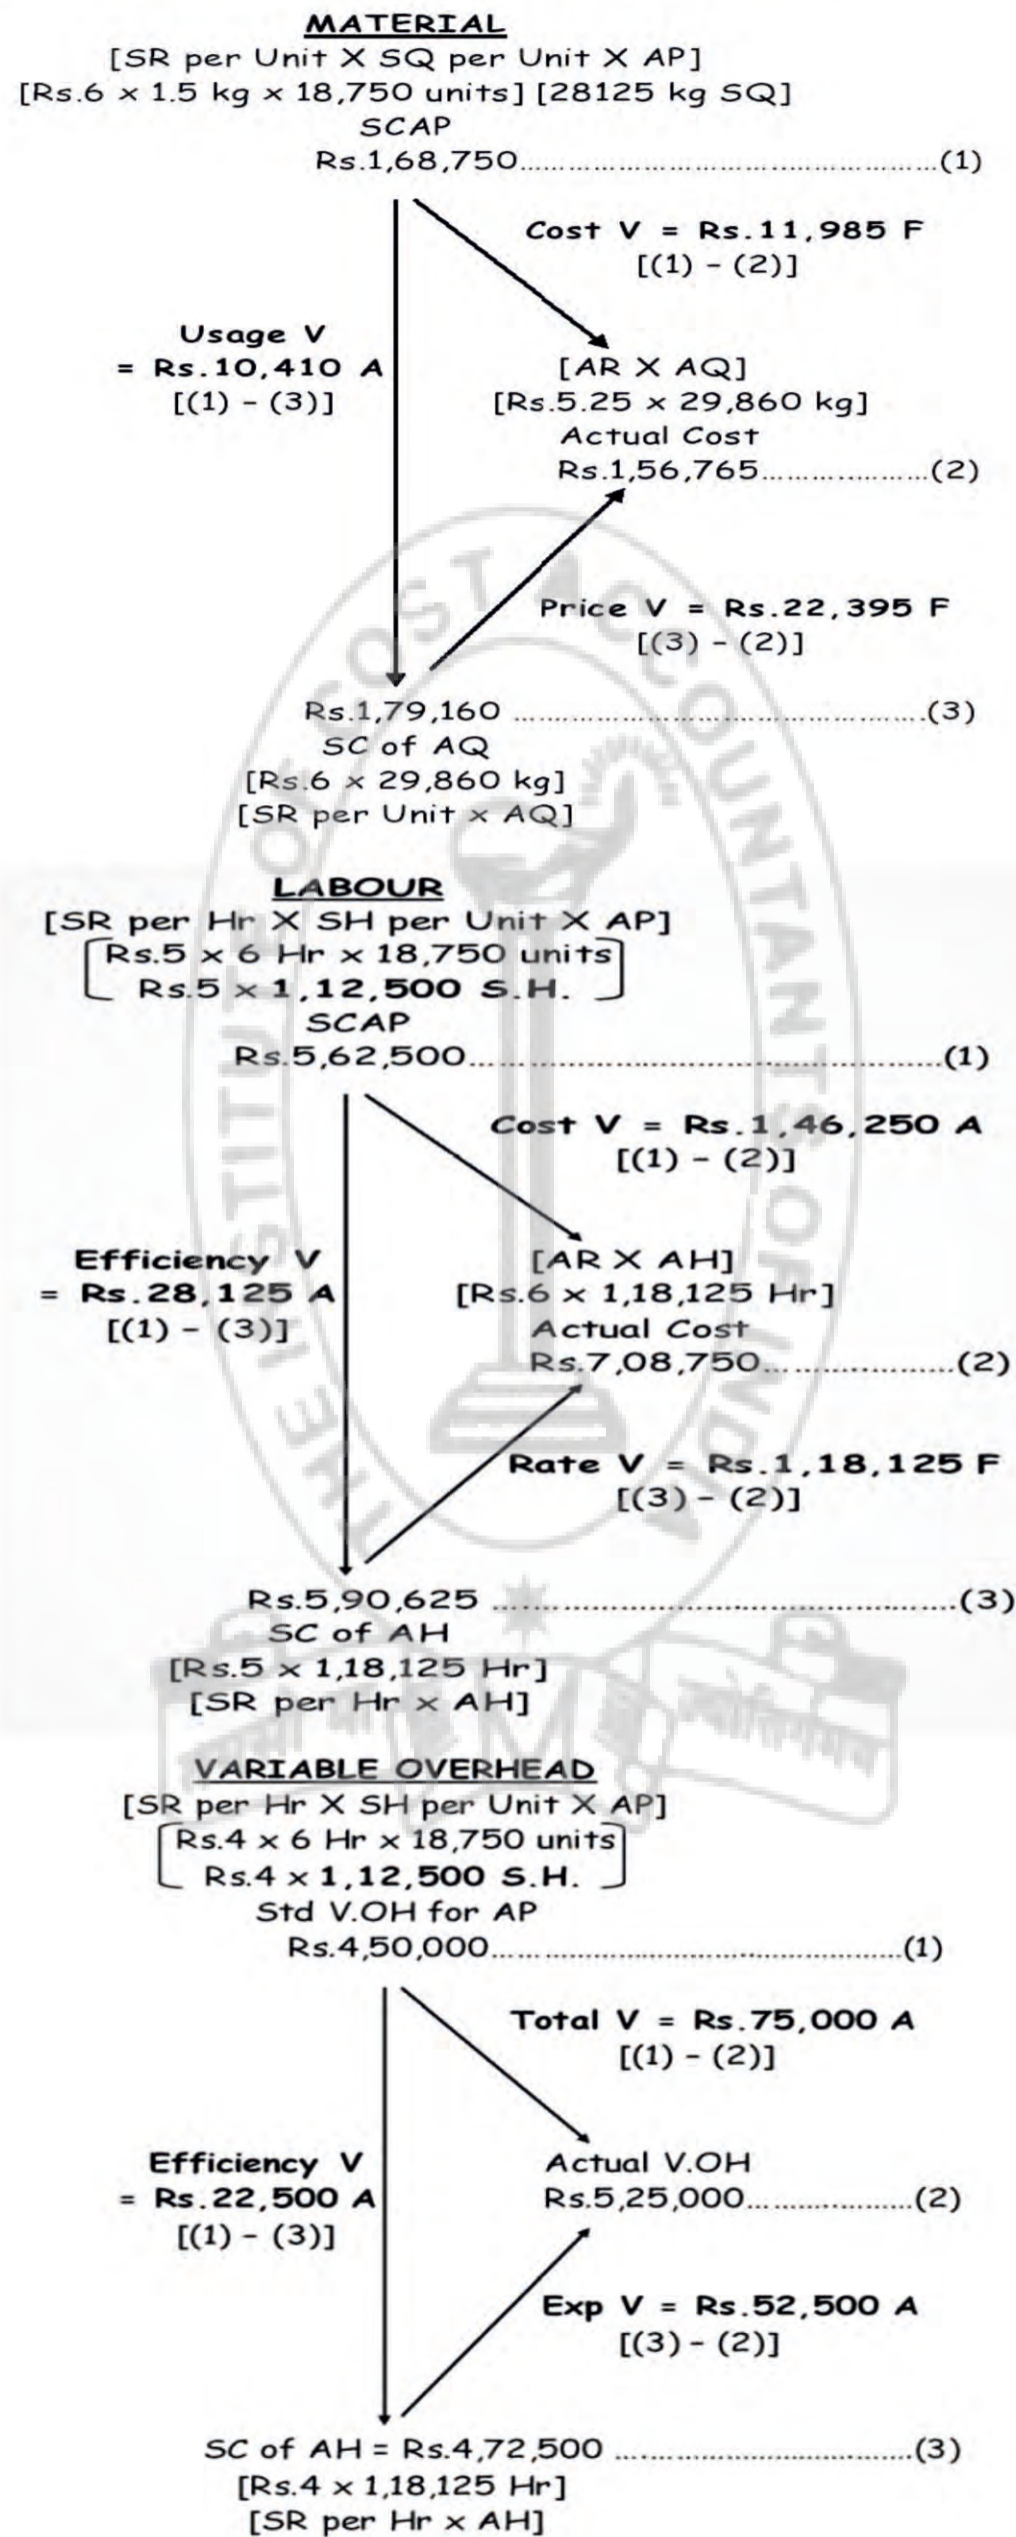 MATERIAL
[SR per Unit X SQ per Unit X AP]
[Rs.6 x 1.5 kg x 18,750 units] [28125 kg SQ]
SCAP
Rs.1,68,750..................................................(1)
Cost V = Rs.11,985 F
[(1) - (2)]
Usage V
= Rs.10,410 A
[(1) - (3)]
[AR X AQ]
[Rs.5.25 x 29,860 kg]
Actual Cost
Rs.1,56,765....................(2)
Price V = Rs.22,395 F
[(3) - (2)]
Rs.1,79,160 ..................................................(3)
SC of AQ
[Rs.6 x 29,860 kg]
[SR per Unit x AQ]
LABOUR
[SR per Hr X SH per Unit X AP]
[Rs.5 x 6 Hr x 18,750 units
Rs.5 x 1,12,500 S.H.]
SCAP
Rs.5,62,500..................................................(1)
Cost V = Rs.1,46,250 A
[(1) - (2)]
Efficiency V
= Rs.28,125 A
[(1) - (3)]
[AR X AH]
[Rs.6 x 1,18,125 Hr]
Actual Cost
Rs.7,08,750....................(2)
Rate V = Rs.1,18,125 F
[(3) - (2)]
Rs.5,90,625 ..................................................(3)
SC of AH
[Rs.5 x 1,18,125 Hr]
[SR per Hr x AH]
VARIABLE OVERHEAD
[SR per Hr X SH per Unit X AP]
[Rs.4 x 6 Hr x 18,750 units
Rs.4 x 1,12,500 S.H.]
Std V.OH for AP
Rs.4,50,000..................................................(1)
Total V = Rs.75,000 A
[(1) - (2)]
Efficiency V
= Rs.22,500 A
[(1) - (3)]
Actual V.OH
Rs.5,25,000....................(2)
Exp V = Rs.52,500 A
[(3) - (2)]
SC of AH = Rs.4,72,500 ..............................(3)
[Rs.4 x 1,18,125 Hr]
[SR per Hr x AH]
THE INSTITUTE OF COST ACCOUNTANTS OF INDIA